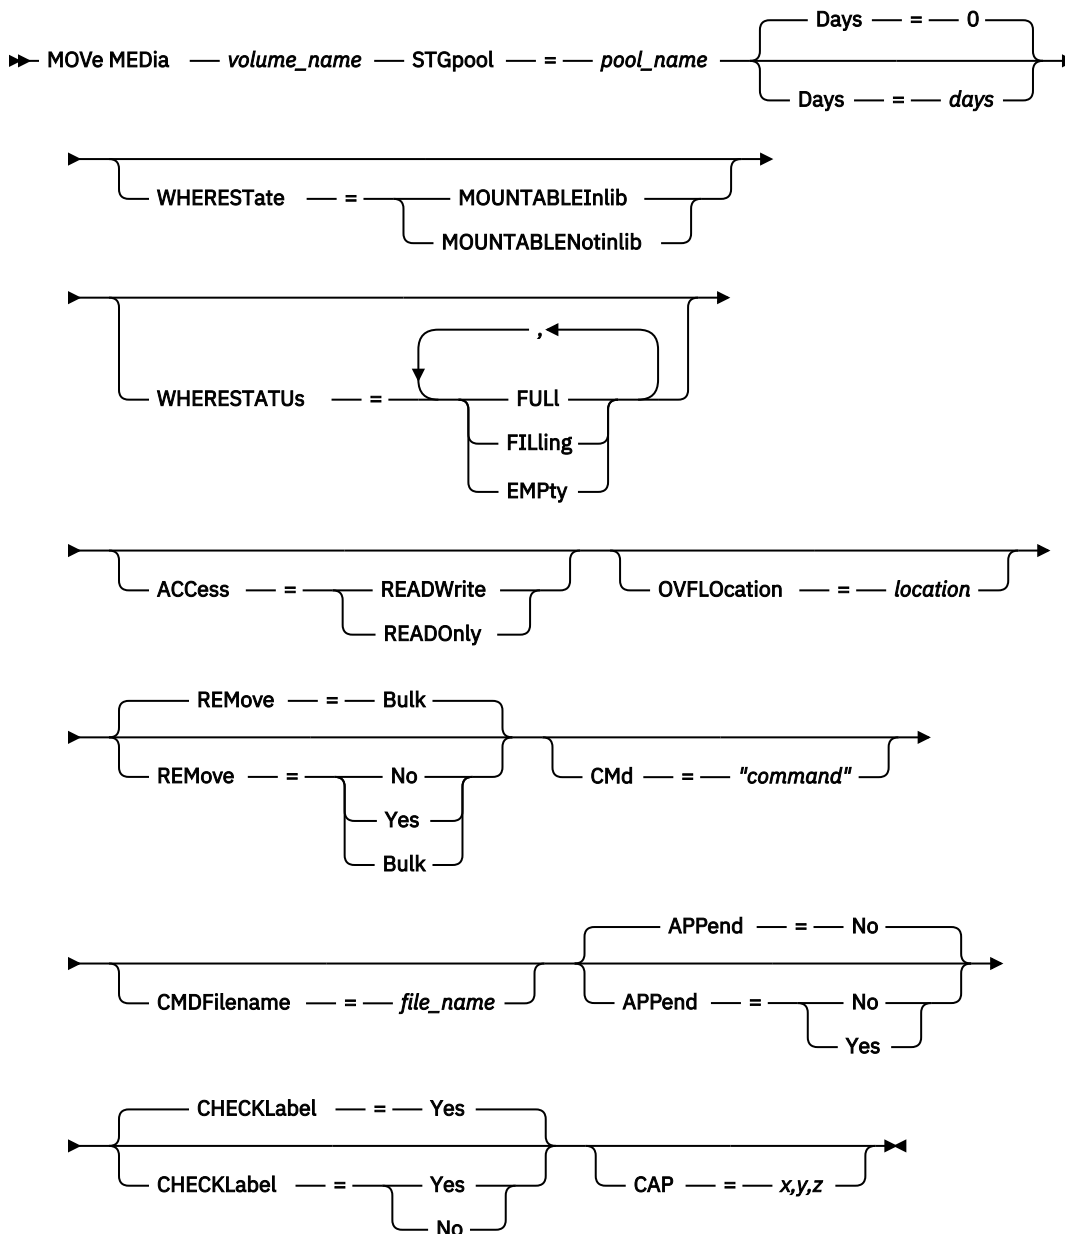 Days = 0
MOVe MEDia volume_name STGpool = pool_name
Days = days
WHERESTate = MOUNTABLEInlib
MOUNTABLENotinlib
,
WHERESTATUs = FULl
FILling
EMPty
ACCess = READWrite OVFLOcation = location
READOnly
REMove = Bulk
REMove = No CMd = "command"
Yes
Bulk
APPend = No
CMDFilename = file_name APPend = No
Yes
CHECKLabel = Yes
CHECKLabel = Yes CAP = x,y,z
No